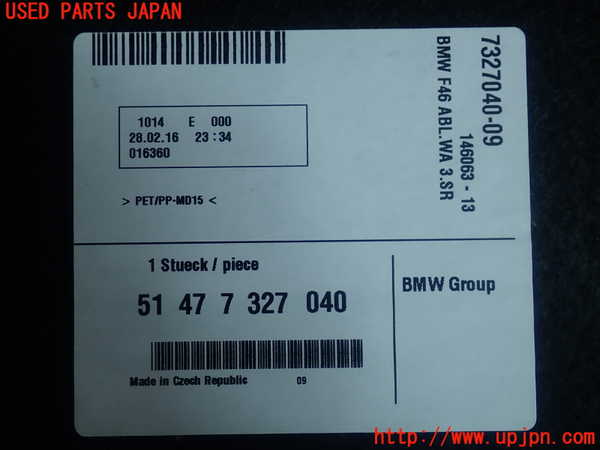 USED PARTS JAPAN
1014 E 000
28.02.16 23:34
016360
> PET/PP-MD15 <
7327040-09
146063 - 13
BMW F46 ABL.WA 3.SR
1 Stueck / piece
51 47 7 327 040
BMW Group
Made in Czech Republic 09
http://www.upjpn.com/